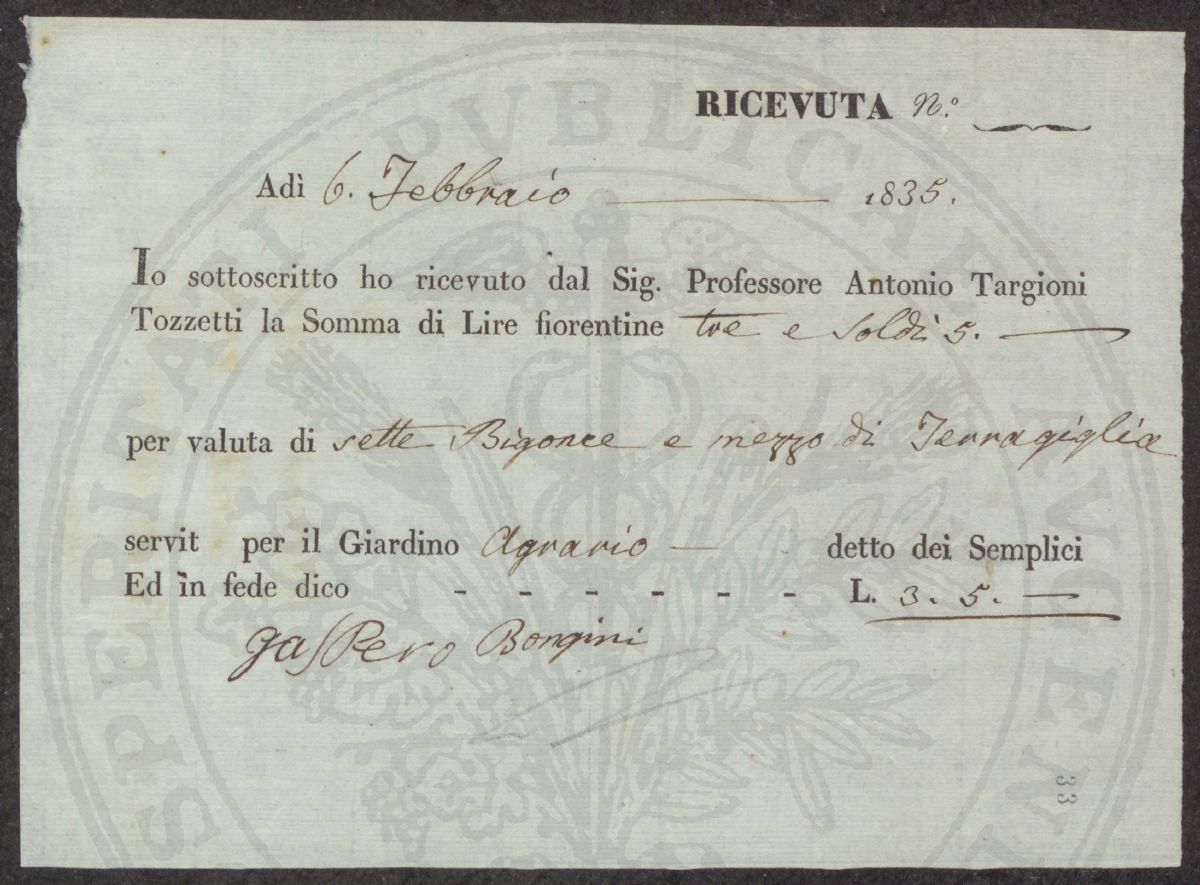 RICEVUTA N.º
Adì 6. Febbraio 1835.
Io sottoscritto ho ricevuto dal Sig. Professore Antonio Targioni
Tozzetti la Somma di Lire fiorentine tre e Soldi 5.
per valuta di sette Bigonce e mezzo di Terragiglia
servit per il Giardino Agrario — detto dei Semplici
Ed in fede dico - - - - - - L. 3. 5. —
Gaspero Bongini
33